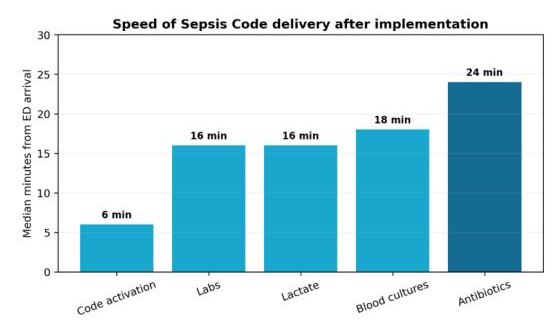 Speed of Sepsis Code delivery after implementation
Median minutes from ED arrival
30
25
20
15
10
5
0
6 min
16 min
16 min
18 min
24 min
Code activation
Labs
Lactate
Blood cultures
Antibiotics